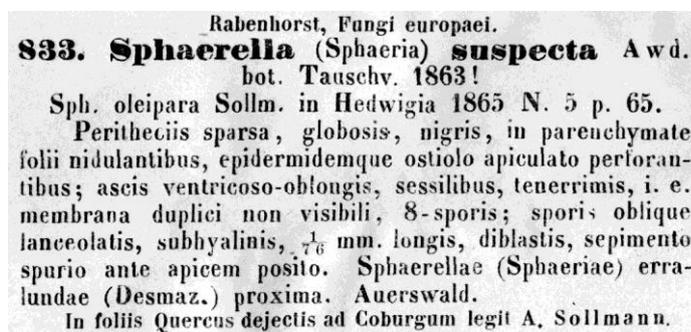 Rabenhorst, Fungi europaei.
833. Sphaerella (Sphaeria) suspecta Awd.
bot. Tauschv. 1863!
Sph. oleipara Sollm. in Hedwigia 1865 N. 5 p. 65.
Peritheciis sparsa, globosis, nigris, in parenchymate
folii nidulantibus, epidermidemque ostiolo apiculato perforan-
tibus; ascis ventricoso-oblongis, sessilibus, tenerrimis, i. e.
membrana duplici non visibili, 8-sporis; sporis oblique
lanceolatis, subhyalinis, 1/76 mm. longis, diblastis, sepimento
spurio ante apicem posito. Sphaerellae (Sphaeriae) erra-
lundae (Desmaz.) proxima. Auerswald.
In foliis Quercus dejectis ad Coburgum legit A. Sollmann.